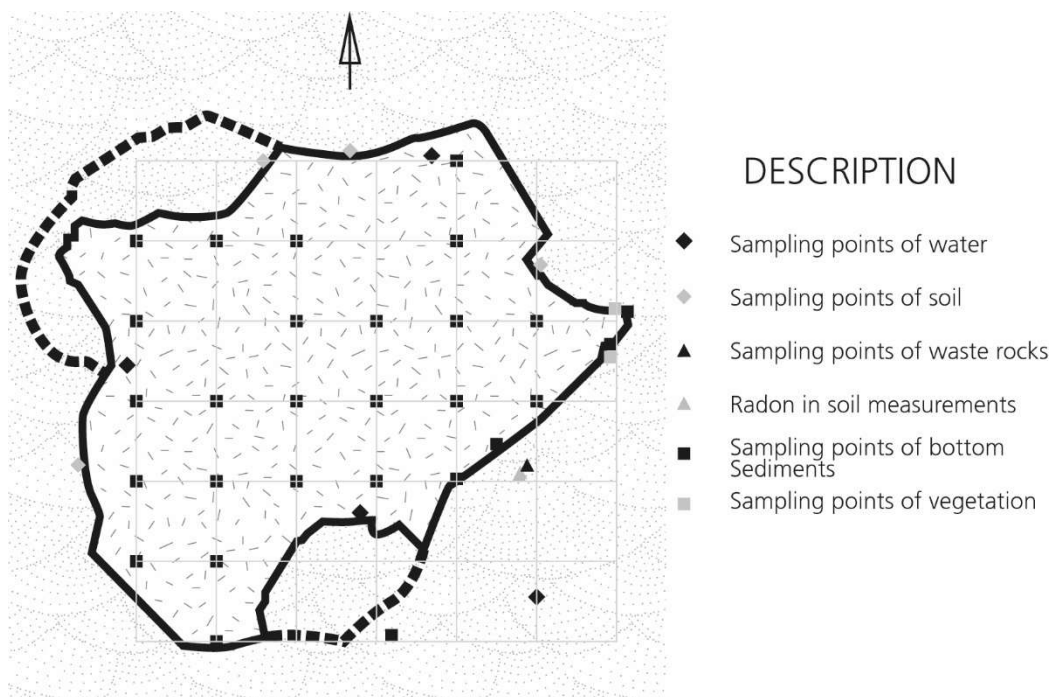 DESCRIPTION
Sampling points of water
Sampling points of soil
Sampling points of waste rocks
Radon in soil measurements
Sampling points of bottom
Sediments
Sampling points of vegetation